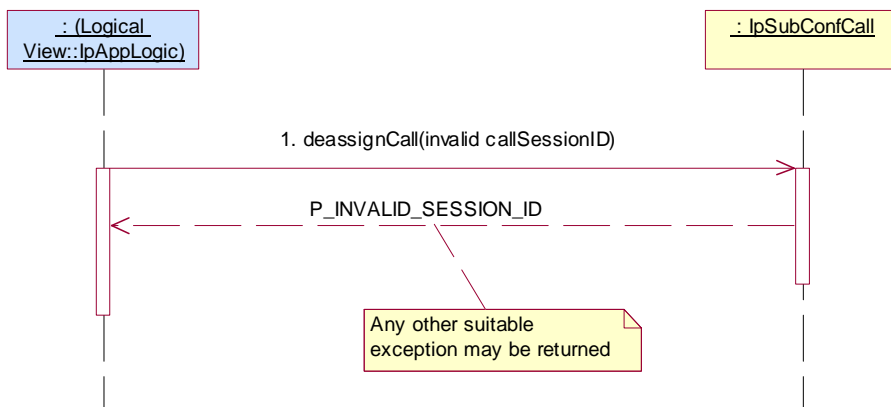 : (Logical
View::IpAppLogic)
: IpSubConfCall
1. deassignCall(invalid callSessionID)
P_INVALID_SESSION_ID
Any other suitable
exception may be returned